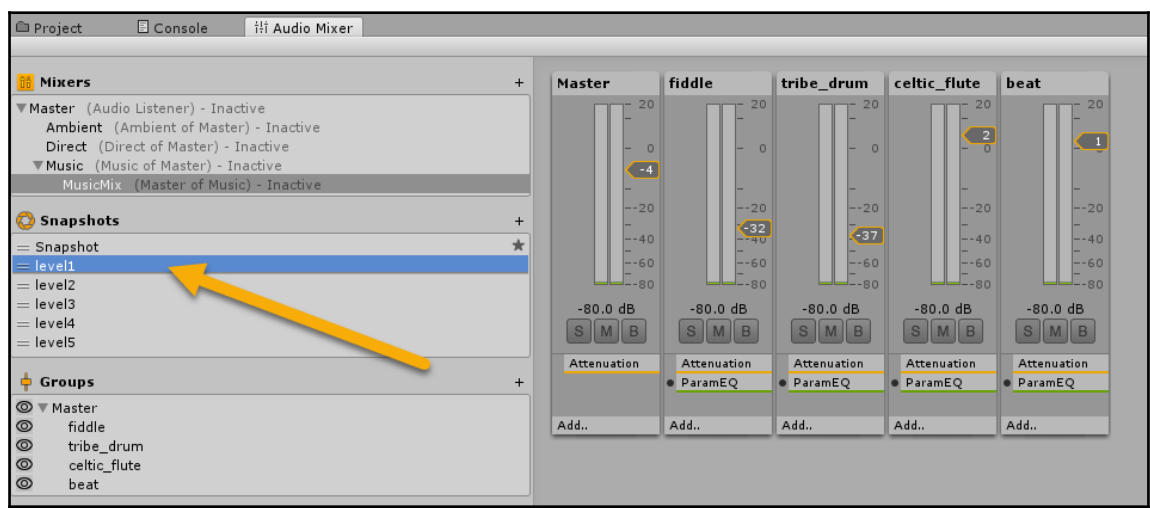 Project Console Audio Mixer
Mixers +
Master (Audio Listener) - Inactive
Ambient (Ambient of Master) - Inactive
Direct (Direct of Master) - Inactive
Music (Music of Master) - Inactive
MusicMix (Master of Music) - Inactive
Snapshots +
Snapshot
level1
level2
level3
level4
level5
Groups +
Master
fiddle
tribe_drum
celtic_flute
beat
Master fiddle tribe_drum celtic_flute beat
20 20 20 20 20
2 1
0 0 0 0
-4
-20 -20 -20 -20 -20
-32 -37
-40 -40 -40 -40 -40
-60 -60 -60 -60 -60
-80 -80 -80 -80 -80
-80.0 dB -80.0 dB -80.0 dB -80.0 dB -80.0 dB
S M B S M B S M B S M B S M B
Attenuation Attenuation Attenuation Attenuation Attenuation
ParamEQ ParamEQ ParamEQ ParamEQ
Add.. Add.. Add.. Add.. Add..